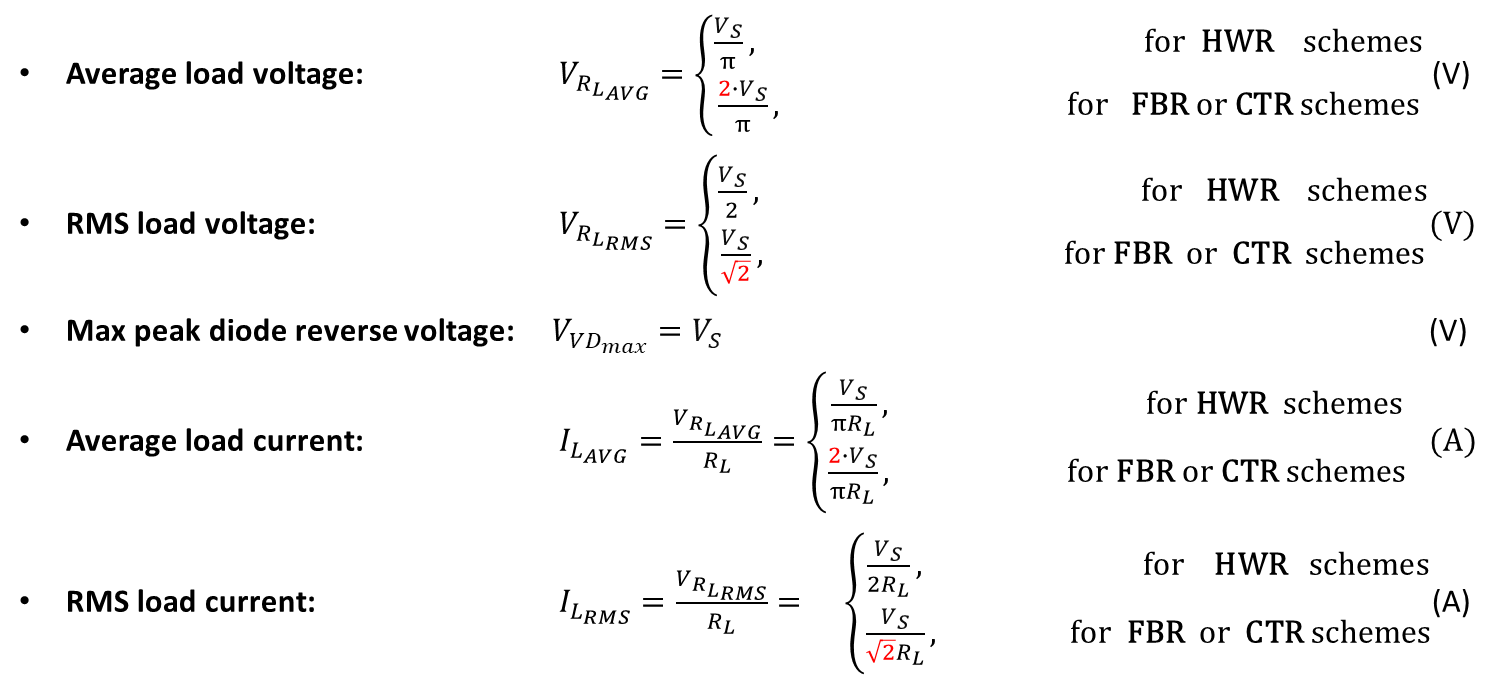 • Average load voltage: V_{R_{L_{AVG}}} = { V_S/π, for HWR schemes (V)
2·V_S/π, for FBR or CTR schemes
• RMS load voltage: V_{R_{L_{RMS}}} = { V_S/2, for HWR schemes (V)
V_S/√2, for FBR or CTR schemes
• Max peak diode reverse voltage: V_{VD_{max}} = V_S (V)
• Average load current: I_{L_{AVG}} = V_{R_{L_{AVG}}}/R_L = { V_S/πR_L, for HWR schemes (A)
2·V_S/πR_L, for FBR or CTR schemes
• RMS load current: I_{L_{RMS}} = V_{R_{L_{RMS}}}/R_L = { V_S/2R_L, for HWR schemes (A)
V_S/√2R_L, for FBR or CTR schemes